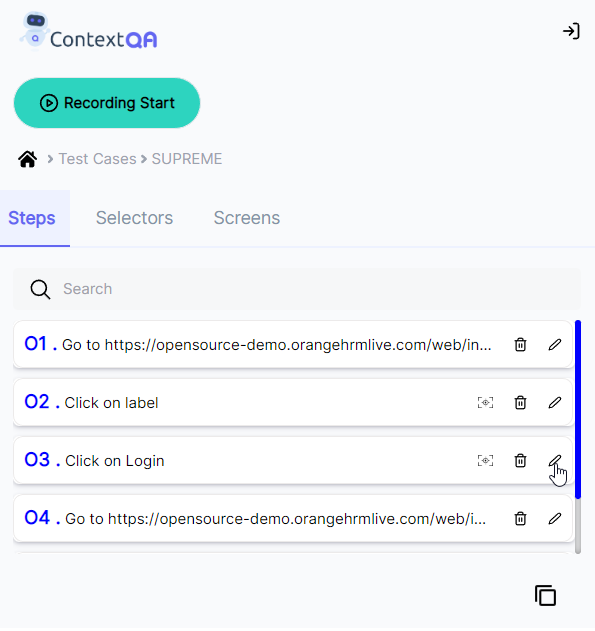 ContextQA
Recording Start
Test Cases SUPREME
Steps Selectors Screens
Search
01. Go to https://opensource-demo.orangehrmlive.com/web/in...
02. Click on label
03. Click on Login
04. Go to https://opensource-demo.orangehrmlive.com/web/i...